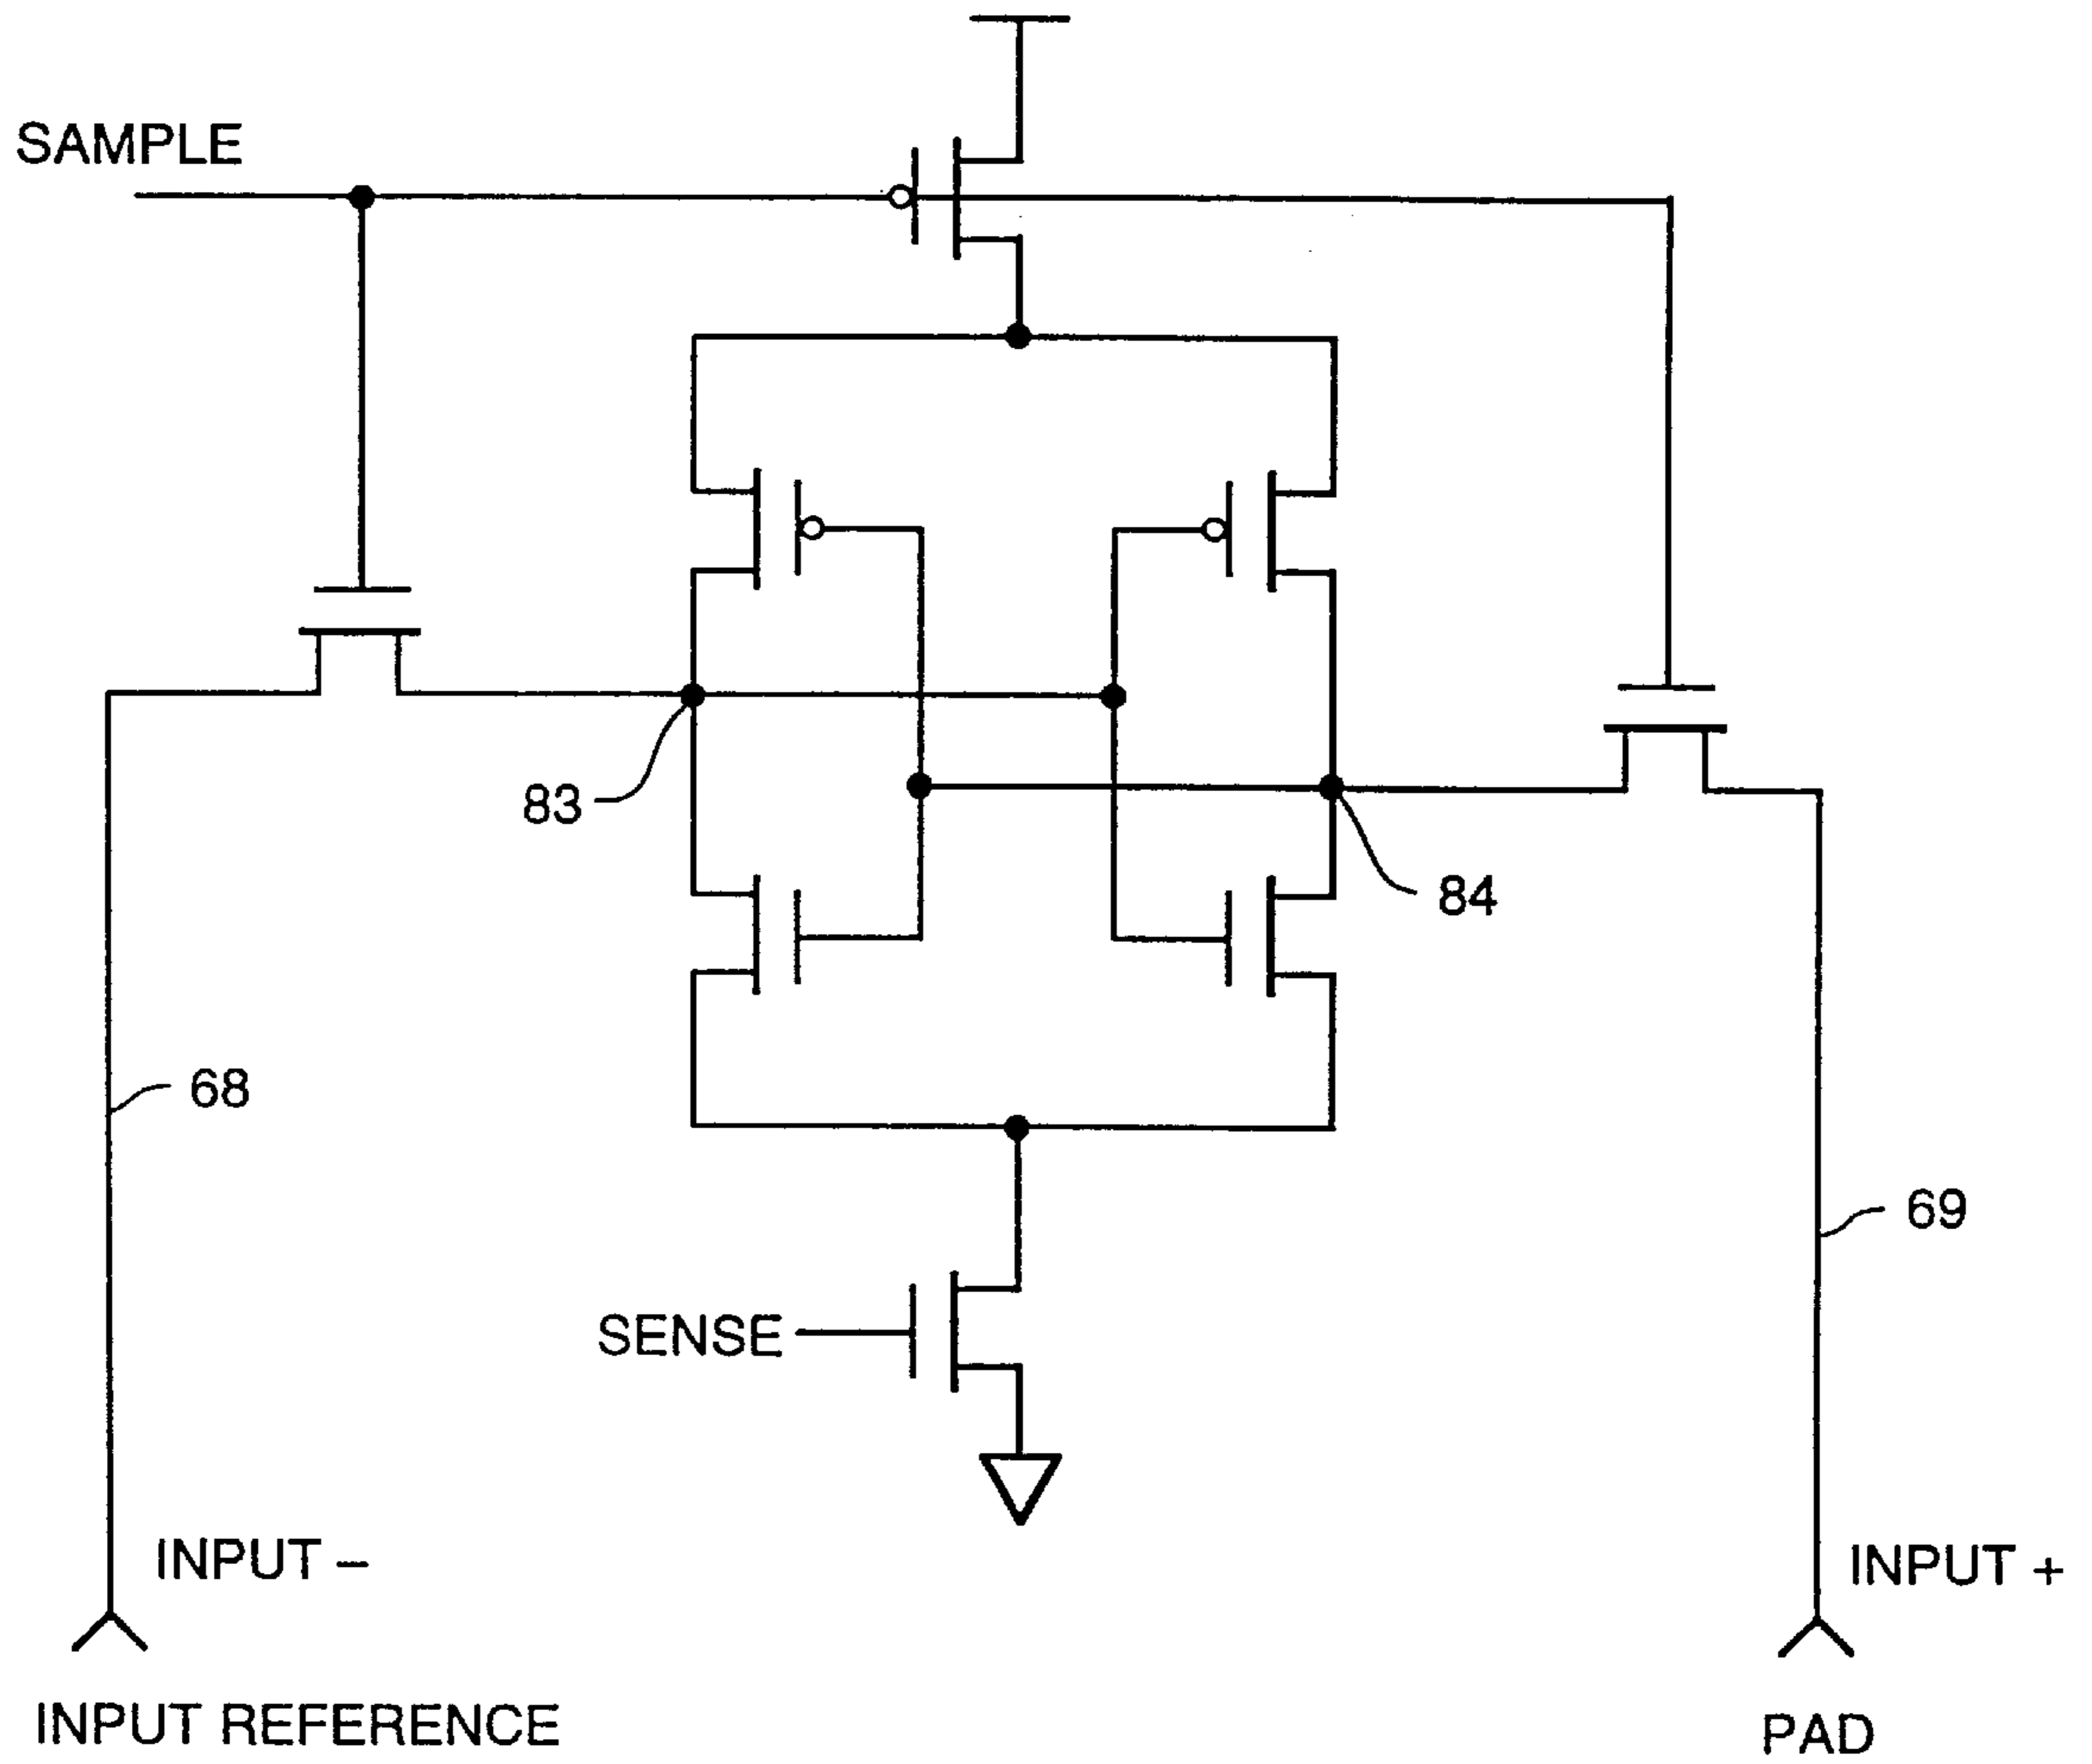 SAMPLE
83
84
68
69
SENSE
INPUT –
INPUT +
INPUT REFERENCE
PAD